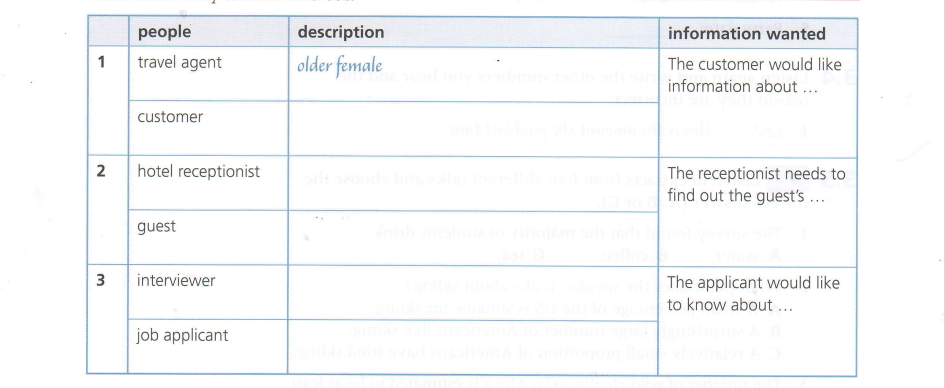 people description information wanted
1 travel agent older female The customer would like
information about ...
customer
2 hotel receptionist The receptionist needs to
find out the guest's ...
guest
3 interviewer The applicant would like
to know about ...
job applicant